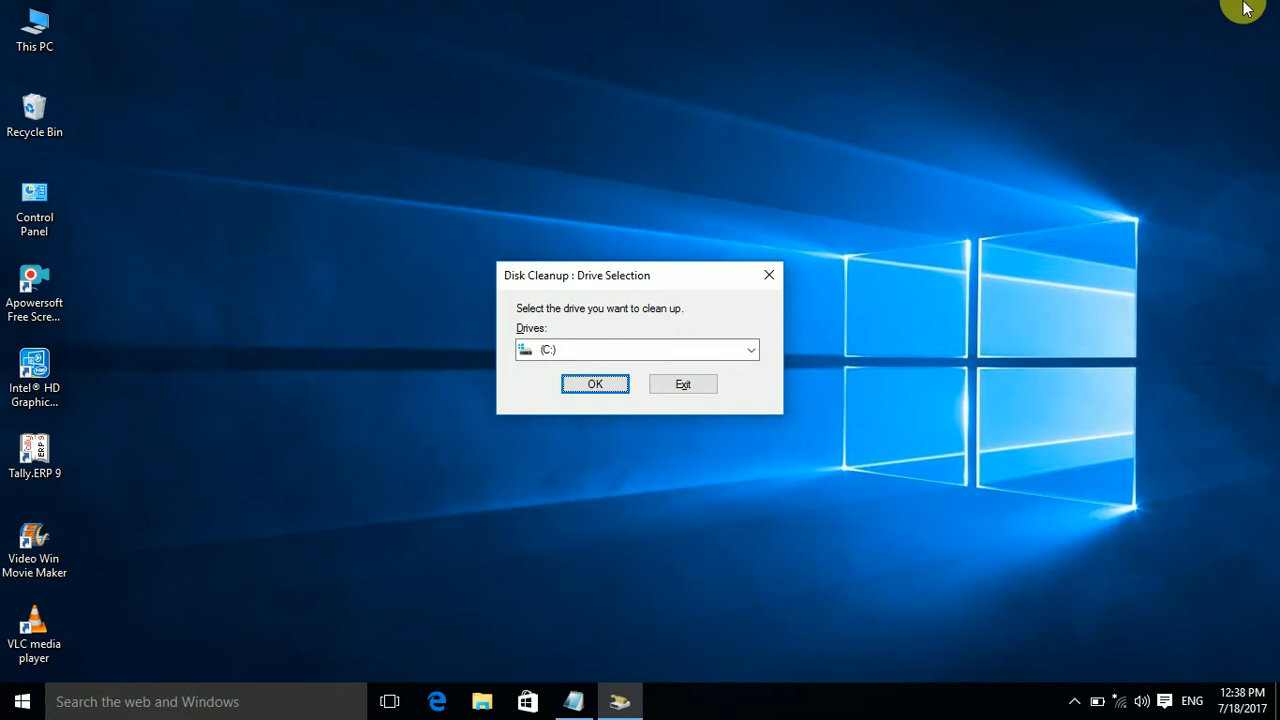 This PC
Recycle Bin
Control
Panel
Apowersoft
Free Scre...
Intel® HD
Graphic...
Tally.ERP 9
Video Win
Movie Maker
VLC media
player
Disk Cleanup : Drive Selection
Select the drive you want to clean up.
Drives:
(C:)
OK
Exit
Search the web and Windows
ENG
12:38 PM
7/18/2017